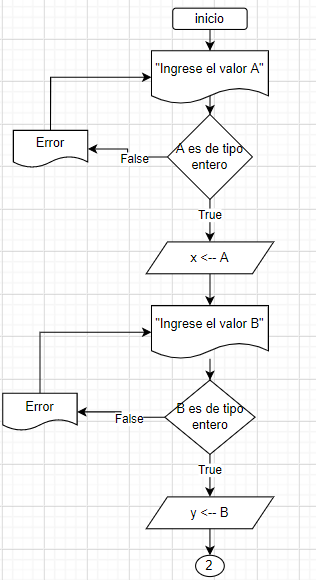 inicio
"Ingrese el valor A"
Error
False
A es de tipo
entero
True
x <-- A
"Ingrese el valor B"
Error
False
B es de tipo
entero
True
y <-- B
2